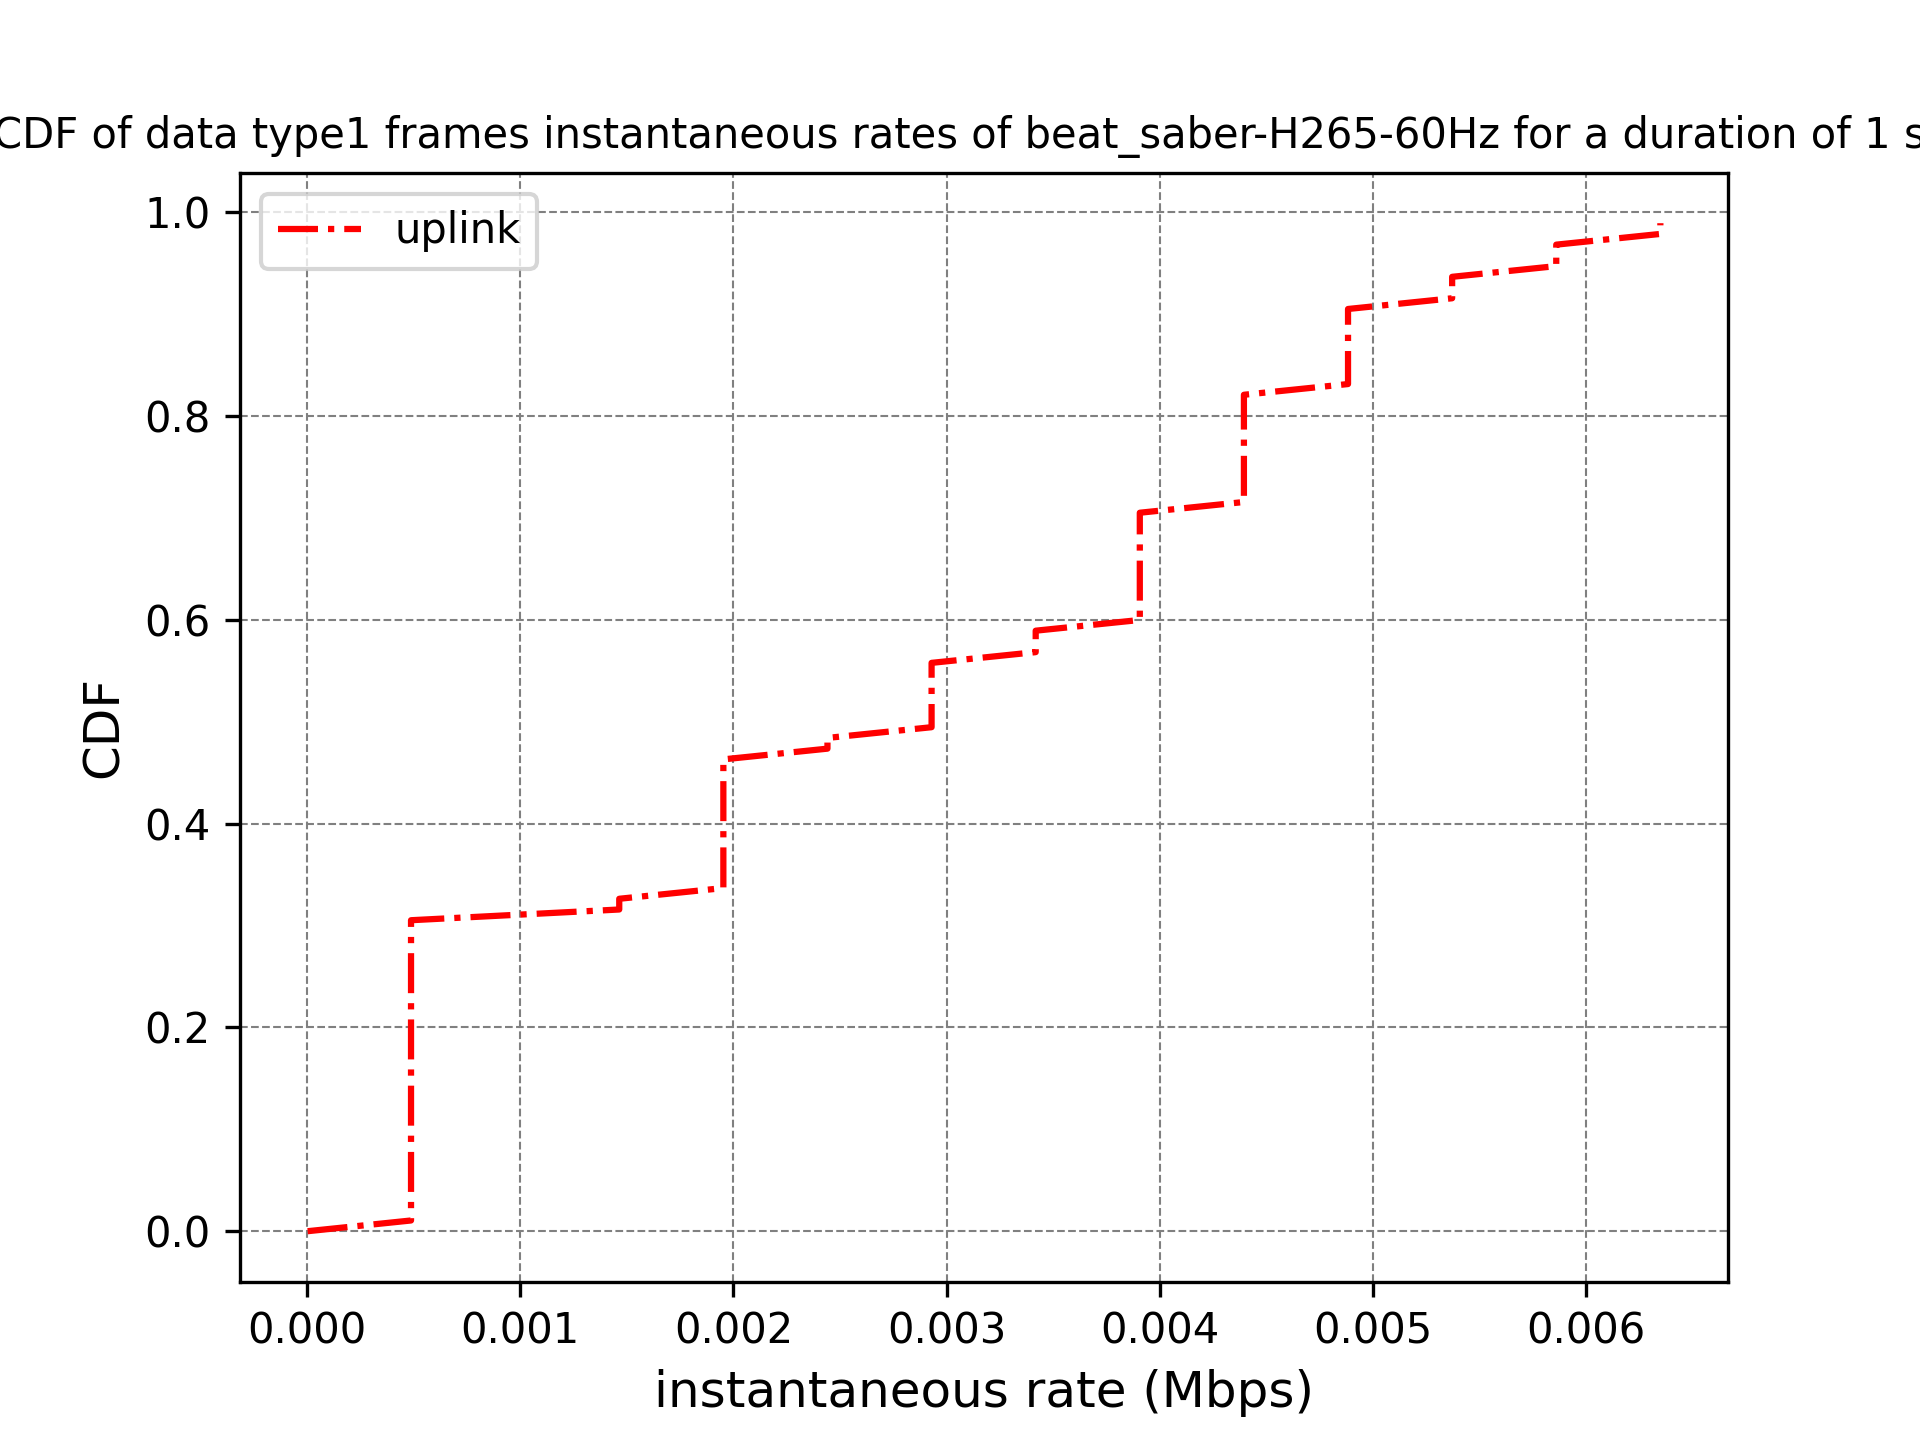 CDF of data type1 frames instantaneous rates of beat_saber-H265-60Hz for a duration of 1 s
uplink
1.0
0.8
0.6
0.4
0.2
0.0
CDF
0.000 0.001 0.002 0.003 0.004 0.005 0.006
instantaneous rate (Mbps)